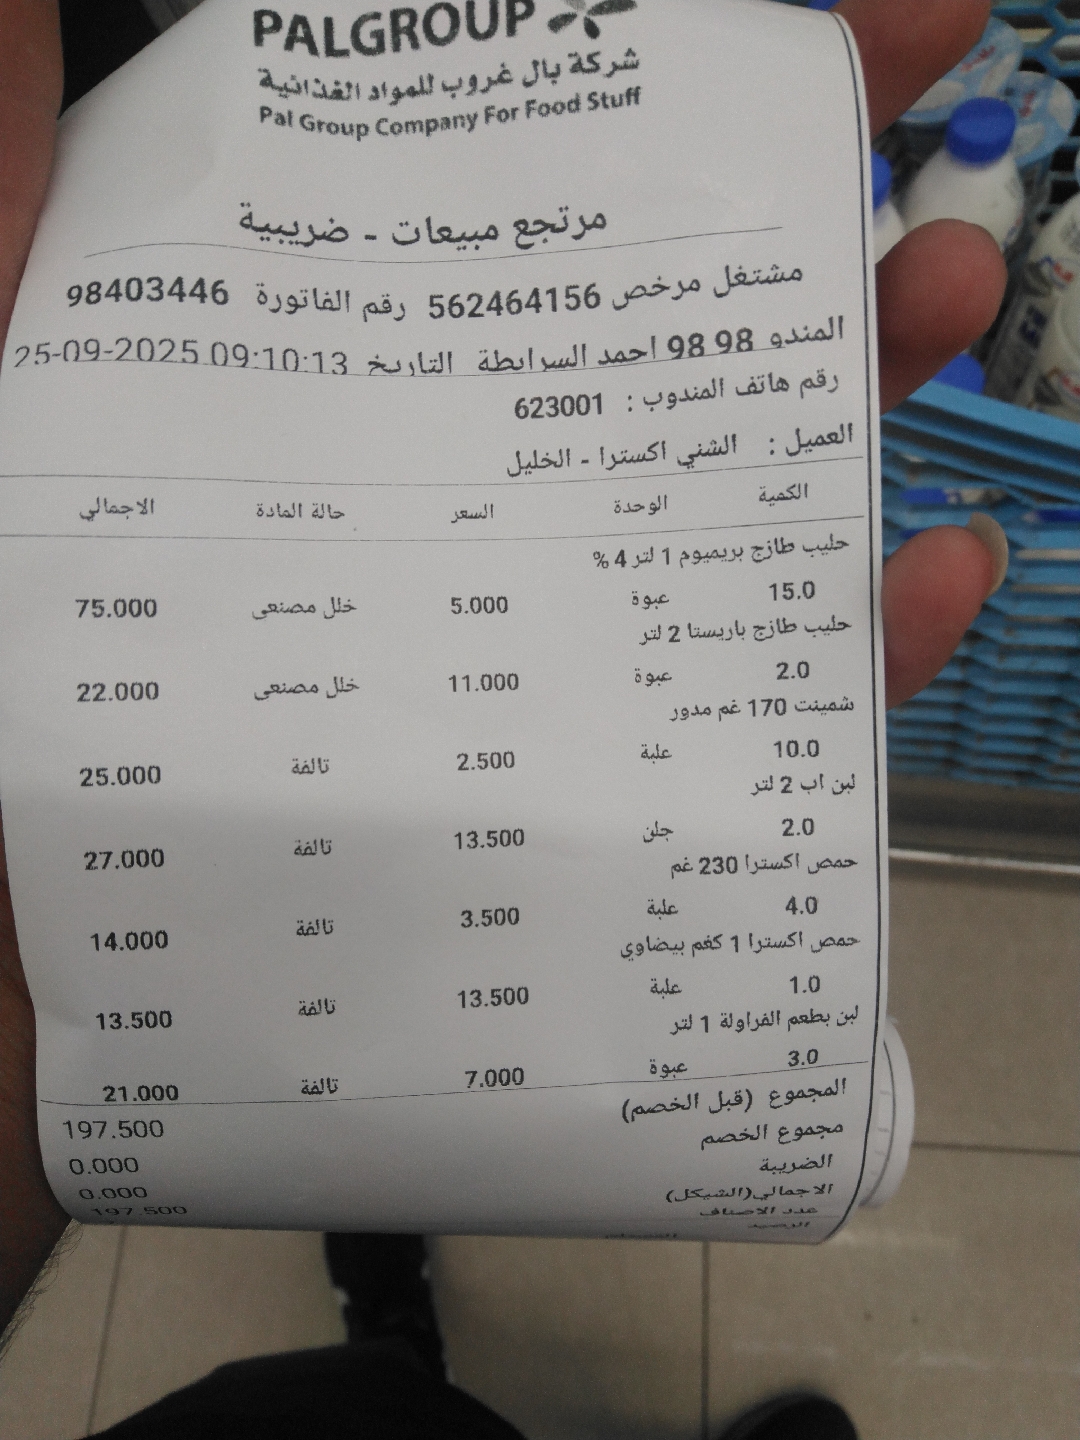 PALGROUP
شركة بال غروب للمواد الغذائية
Pal Group Company For Food Stuff
مرتجع مبيعات - ضريبية
مشتغل مرخص 562464156 رقم الفاتورة 98403446
المندو 98 98 احمد السرابطة التاريخ 25-09-2025 09:10:13
رقم هاتف المندوب : 623001
العميل : الشني اكسترا - الخليل
الكمية الوحدة السعر حالة المادة الاجمالي
حليب طازج بريميوم 1 لتر 4 %
15.0 عبوة 5.000 خلل مصنعي 75.000
حليب طازج باريستا 2 لتر
2.0 عبوة 11.000 خلل مصنعي 22.000
شمينت 170 غم مدور
10.0 علبة 2.500 تالفة 25.000
لبن اب 2 لتر
2.0 جلن 13.500 تالفة 27.000
حمص اكسترا 230 غم
4.0 علبة 3.500 تالفة 14.000
حمص اكسترا 1 كغم بيضاوي
1.0 علبة 13.500 تالفة 13.500
لبن بطعم الفراولة 1 لتر
3.0 عبوة 7.000 تالفة 21.000
المجموع (قبل الخصم) 197.500
مجموع الخصم 0.000
الضريبة 0.000
الاجمالي(الشيكل) 197.500
عدد الاصناف